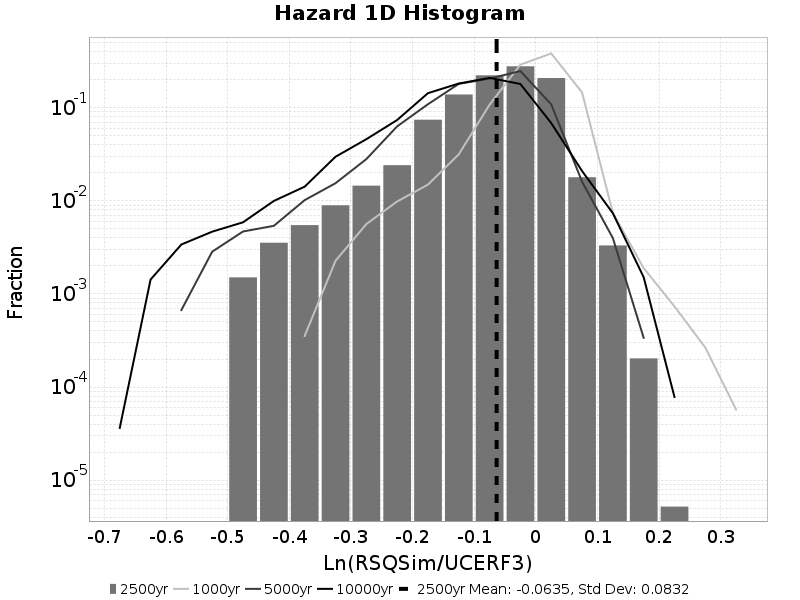 Hazard 1D Histogram
Fraction
10-1
10-2
10-3
10-4
10-5
-0.7 -0.6 -0.5 -0.4 -0.3 -0.2 -0.1 0 0.1 0.2 0.3
Ln(RSQSim/UCERF3)
2500yr 1000yr 5000yr 10000yr 2500yr Mean: -0.0635, Std Dev: 0.0832